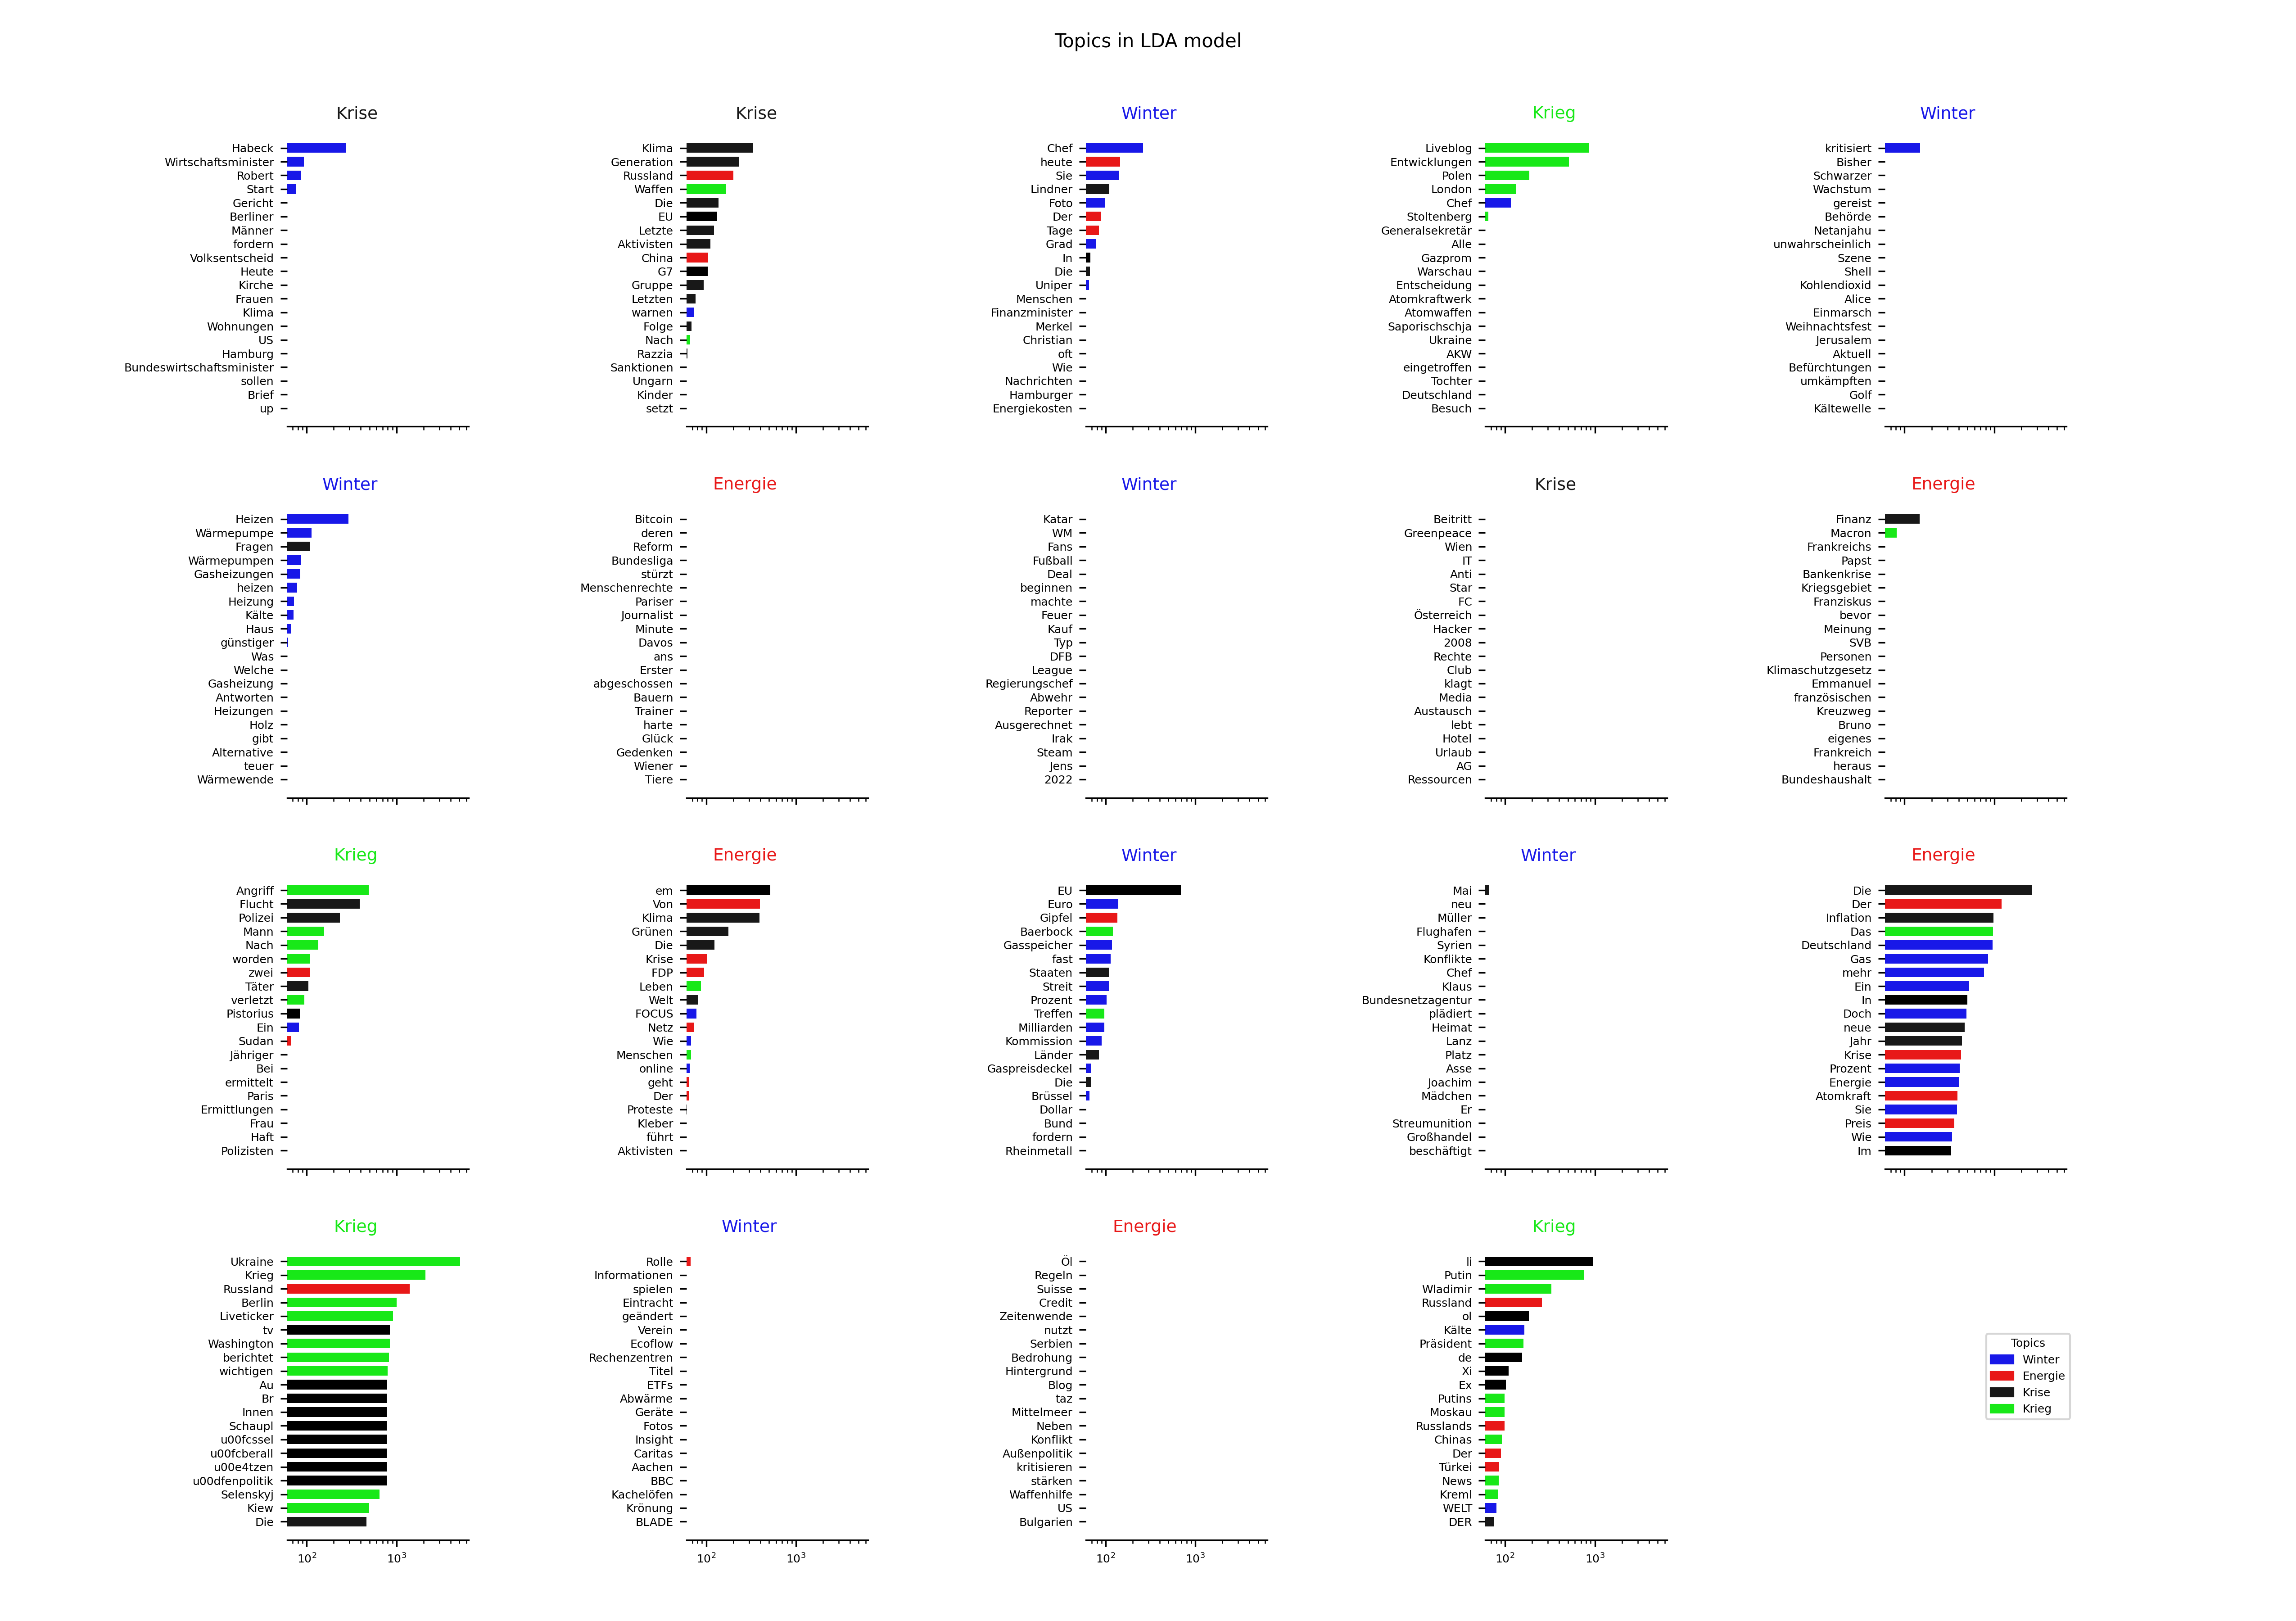 Topics in LDA model
Krise
Habeck
Wirtschaftsminister
Robert
Start
Gericht
Berliner
Männer
fordern
Volksentscheid
Heute
Kirche
Frauen
Klima
Wohnungen
US
Hamburg
Bundeswirtschaftsminister
sollen
Brief
up
Krise
Klima
Generation
Russland
Waffen
Die
EU
Letzte
Aktivisten
China
G7
Gruppe
Letzten
warnen
Folge
Nach
Razzia
Sanktionen
Ungarn
Kinder
setzt
Winter
Chef
heute
Sie
Lindner
Foto
Der
Tage
Grad
In
Die
Uniper
Menschen
Finanzminister
Merkel
Christian
oft
Wie
Nachrichten
Hamburger
Energiekosten
Krieg
Liveblog
Entwicklungen
Polen
London
Chef
Stoltenberg
Generalsekretär
Alle
Gazprom
Warschau
Entscheidung
Atomkraftwerk
Atomwaffen
Saporischschja
Ukraine
AKW
eingetroffen
Tochter
Deutschland
Besuch
Winter
kritisiert
Bisher
Schwarzer
Wachstum
gereist
Behörde
Netanjahu
unwahrscheinlich
Szene
Shell
Kohlendioxid
Alice
Einmarsch
Weihnachtsfest
Jerusalem
Aktuell
Befürchtungen
umkämpften
Golf
Kältewelle
Winter
Heizen
Wärmepumpe
Fragen
Wärmepumpen
Gasheizungen
heizen
Heizung
Kälte
Haus
günstiger
Was
Welche
Gasheizung
Antworten
Heizungen
Holz
gibt
Alternative
teuer
Wärmewende
Energie
Bitcoin
deren
Reform
Bundesliga
stürzt
Menschenrechte
Pariser
Journalist
Minute
Davos
ans
Erster
abgeschossen
Bauern
Trainer
harte
Glück
Gedenken
Wiener
Tiere
Winter
Katar
WM
Fans
Fußball
Deal
beginnen
machte
Feuer
Kauf
Typ
DFB
League
Regierungschef
Abwehr
Reporter
Ausgerechnet
Irak
Steam
Jens
2022
Krise
Beitritt
Greenpeace
Wien
IT
Anti
Star
FC
Österreich
Hacker
2008
Rechte
Club
klagt
Media
Austausch
lebt
Hotel
Urlaub
AG
Ressourcen
Energie
Finanz
Macron
Frankreichs
Papst
Bankenkrise
Kriegsgebiet
Franziskus
bevor
Meinung
SVB
Personen
Klimaschutzgesetz
Emmanuel
französischen
Kreuzweg
Bruno
eigenes
Frankreich
heraus
Bundeshaushalt
Krieg
Angriff
Flucht
Polizei
Mann
Nach
worden
zwei
Täter
verletzt
Pistorius
Ein
Sudan
Jähriger
Bei
ermittelt
Paris
Ermittlungen
Frau
Haft
Polizisten
Energie
em
Von
Klima
Grünen
Die
Krise
FDP
Leben
Welt
FOCUS
Netz
Wie
Menschen
online
geht
Der
Proteste
Kleber
führt
Aktivisten
Winter
EU
Euro
Gipfel
Baerbock
Gasspeicher
fast
Staaten
Streit
Prozent
Treffen
Milliarden
Kommission
Länder
Gaspreisdeckel
Die
Brüssel
Dollar
Bund
fordern
Rheinmetall
Winter
Mai
neu
Müller
Flughafen
Syrien
Konflikte
Chef
Klaus
Bundesnetzagentur
plädiert
Heimat
Lanz
Platz
Asse
Joachim
Mädchen
Er
Streumunition
Großhandel
beschäftigt
Energie
Die
Der
Inflation
Das
Deutschland
Gas
mehr
Ein
In
Doch
neue
Jahr
Krise
Prozent
Energie
Atomkraft
Sie
Preis
Wie
Im
Krieg
Ukraine
Krieg
Russland
Berlin
Liveticker
tv
Washington
berichtet
wichtigen
Au
Br
Innen
Schaupl
u00fcssel
u00fcberall
u00e4tzen
u00dfenpolitik
Selenskyj
Kiew
Die
10²
10³
Winter
Rolle
Informationen
spielen
Eintracht
geändert
Verein
Ecoflow
Rechenzentren
Titel
ETFs
Abwärme
Geräte
Fotos
Insight
Caritas
Aachen
BBC
Kachelöfen
Krönung
BLADE
10²
10³
Energie
Öl
Regeln
Suisse
Credit
Zeitenwende
nutzt
Serbien
Bedrohung
Hintergrund
Blog
taz
Mittelmeer
Neben
Konflikt
Außenpolitik
kritisieren
stärken
Waffenhilfe
US
Bulgarien
10²
10³
Krieg
li
Putin
Wladimir
Russland
ol
Kälte
Präsident
de
Xi
Ex
Putins
Moskau
Russlands
Chinas
Der
Türkei
News
Kreml
WELT
DER
10²
10³
Topics
Winter
Energie
Krise
Krieg